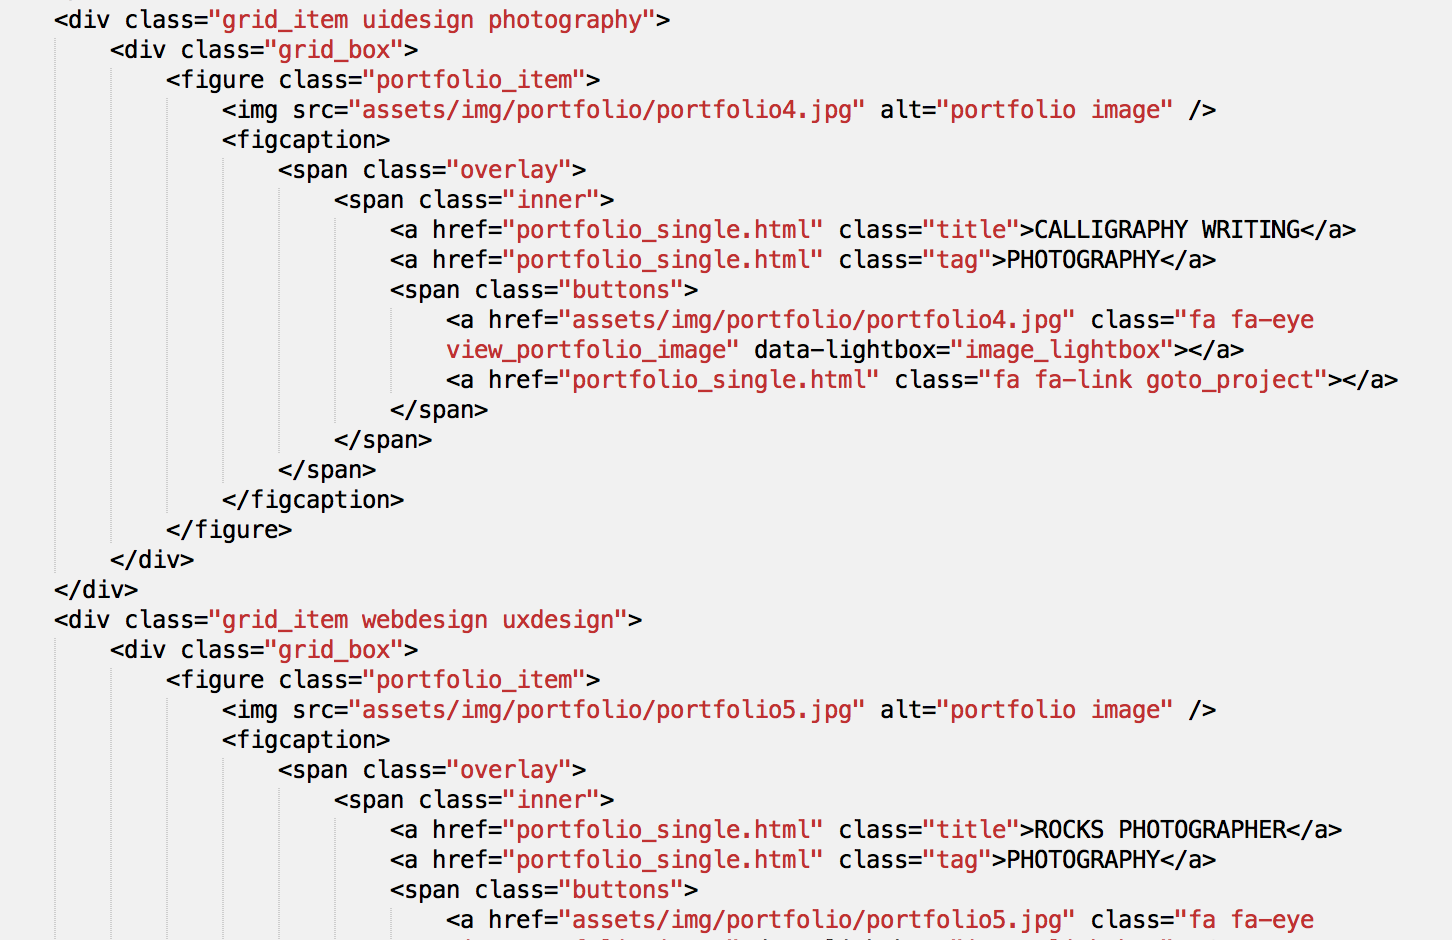 <div class="grid_item uidesign photography">
<div class="grid_box">
<figure class="portfolio_item">
<img src="assets/img/portfolio/portfolio4.jpg" alt="portfolio image" />
<figcaption>
<span class="overlay">
<span class="inner">
<a href="portfolio_single.html" class="title">CALLIGRAPHY WRITING</a>
<a href="portfolio_single.html" class="tag">PHOTOGRAPHY</a>
<span class="buttons">
<a href="assets/img/portfolio/portfolio4.jpg" class="fa fa-eye
view_portfolio_image" data-lightbox="image_lightbox"></a>
<a href="portfolio_single.html" class="fa fa-link goto_project"></a>
</span>
</span>
</span>
</figcaption>
</figure>
</div>
</div>
<div class="grid_item webdesign uxdesign">
<div class="grid_box">
<figure class="portfolio_item">
<img src="assets/img/portfolio/portfolio5.jpg" alt="portfolio image" />
<figcaption>
<span class="overlay">
<span class="inner">
<a href="portfolio_single.html" class="title">ROCKS PHOTOGRAPHER</a>
<a href="portfolio_single.html" class="tag">PHOTOGRAPHY</a>
<span class="buttons">
<a href="assets/img/portfolio/portfolio5.jpg" class="fa fa-eye